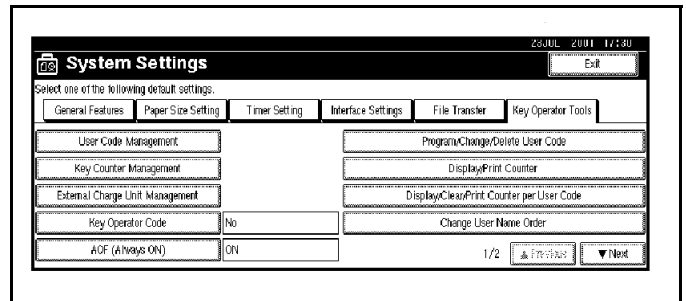 28JUL 2001 17:30
System Settings
Exit
Select one of the following default settings.
General Features Paper Size Setting Timer Setting Interface Settings File Transfer Key Operator Tools
User Code Management Program/Change/Delete User Code
Key Counter Management Display/Print Counter
External Charge Unit Management Display/Clear/Print Counter per User Code
Key Operator Code No Change User Name Order
AOF (Always ON) ON 1/2 ▲Previous ▼Next